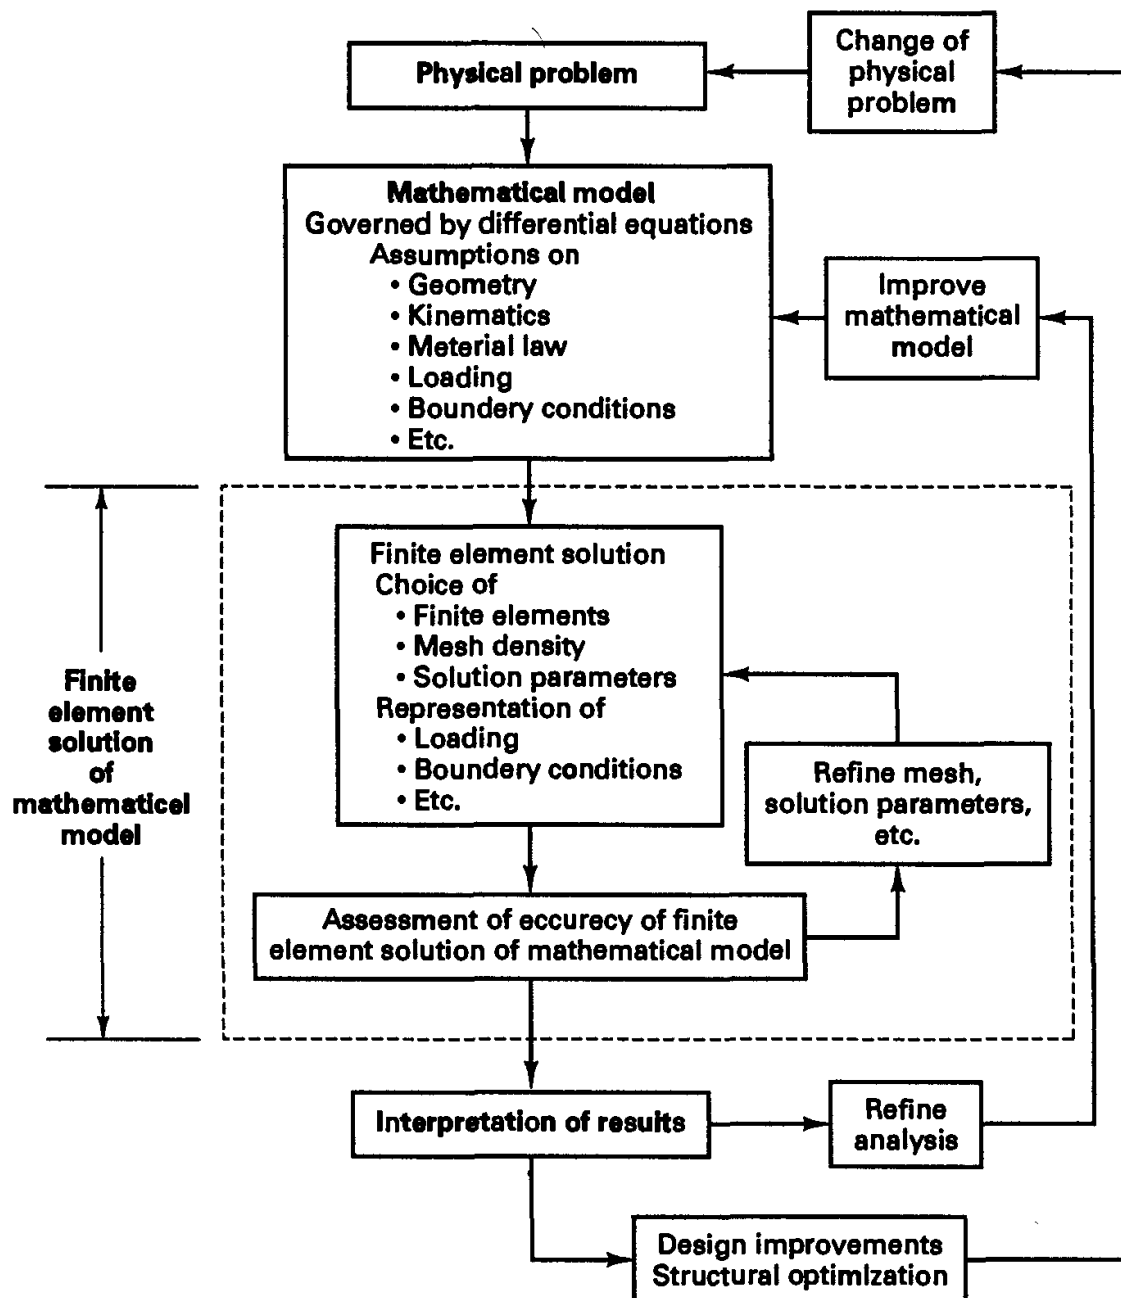 Physical problem
Change of
physical
problem
Mathematical model
Governed by differential equations
Assumptions on
• Geometry
• Kinematics
• Meterial law
• Loading
• Boundery conditions
• Etc.
Improve
mathematical
model
Finite element solution
Choice of
• Finite elements
• Mesh density
• Solution parameters
Representation of
• Loading
• Boundery conditions
• Etc.
Finite
element
solution
of
mathematicel
model
Refine mesh,
solution parameters,
etc.
Assessment of eccurecy of finite
element solution of mathematical model
Interpretation of results
Refine
analysis
Design improvements
Structural optimization